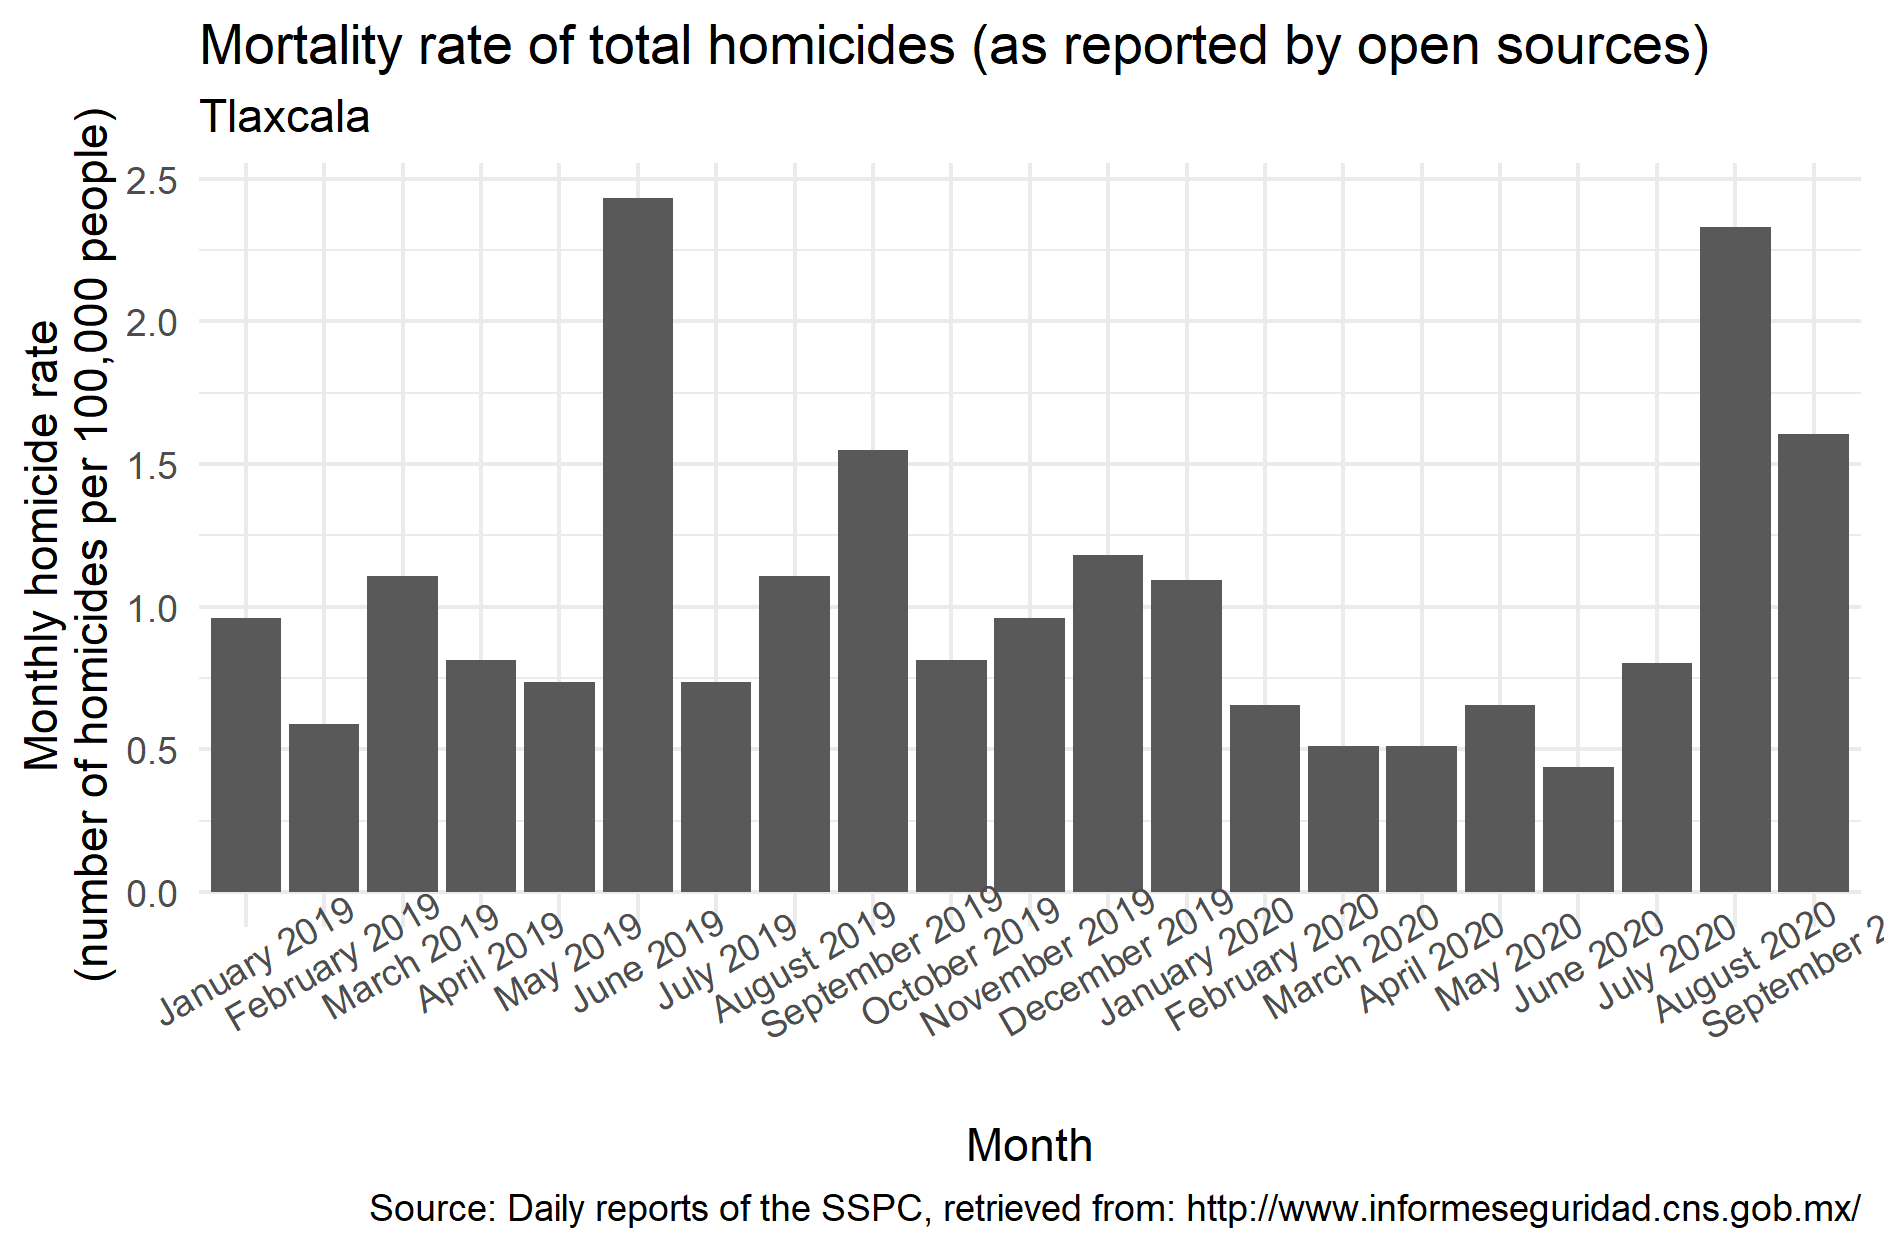 Mortality rate of total homicides (as reported by open sources)
Tlaxcala
Monthly homicide rate
(number of homicides per 100,000 people)
2.5
2.0
1.5
1.0
0.5
0.0
January 2019
February 2019
March 2019
April 2019
May 2019
June 2019
July 2019
August 2019
September 2019
October 2019
November 2019
December 2019
January 2020
February 2020
March 2020
April 2020
May 2020
June 2020
July 2020
August 2020
September 2
Month
Source: Daily reports of the SSPC, retrieved from: http://www.informeseguridad.cns.gob.mx/